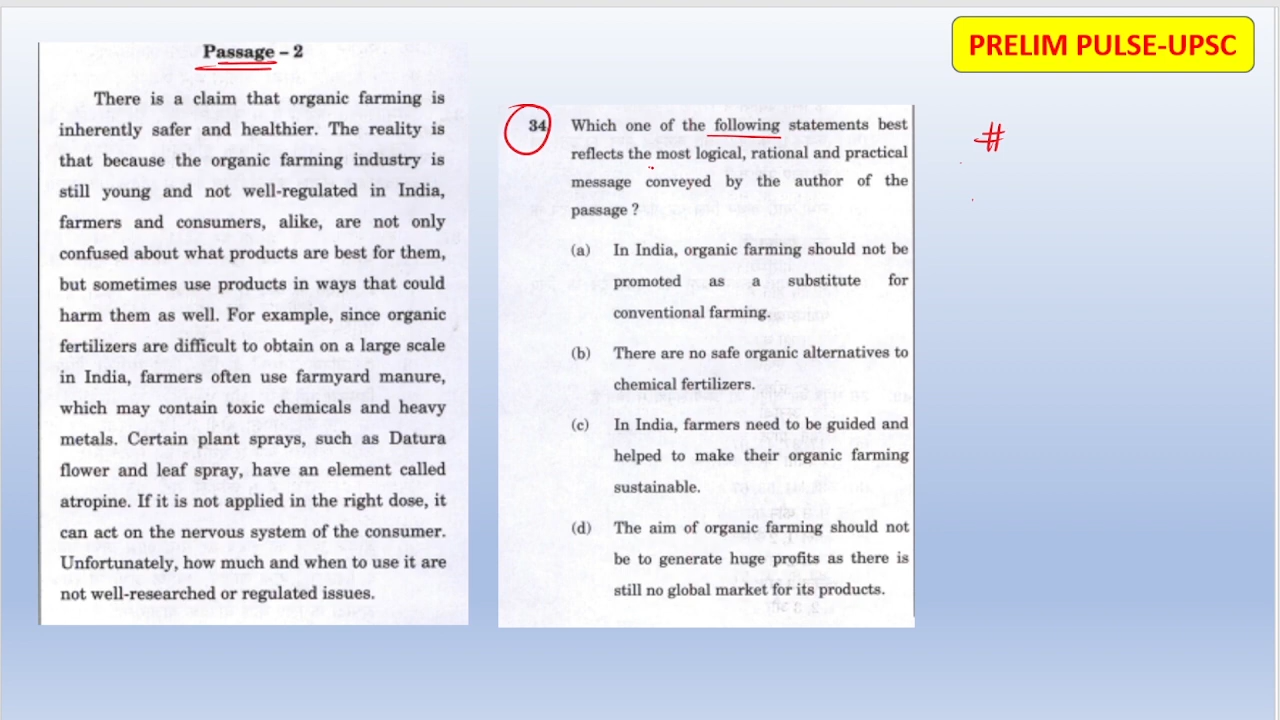 PRELIM PULSE-UPSC
Passage – 2
There is a claim that organic farming is
inherently safer and healthier. The reality is
that because the organic farming industry is
still young and not well-regulated in India,
farmers and consumers, alike, are not only
confused about what products are best for them,
but sometimes use products in ways that could
harm them as well. For example, since organic
fertilizers are difficult to obtain on a large scale
in India, farmers often use farmyard manure,
which may contain toxic chemicals and heavy
metals. Certain plant sprays, such as Datura
flower and leaf spray, have an element called
atropine. If it is not applied in the right dose, it
can act on the nervous system of the consumer.
Unfortunately, how much and when to use it are
not well-researched or regulated issues.
34 Which one of the following statements best
reflects the most logical, rational and practical
message conveyed by the author of the
passage ?
(a) In India, organic farming should not be
promoted as a substitute for
conventional farming.
(b) There are no safe organic alternatives to
chemical fertilizers.
(c) In India, farmers need to be guided and
helped to make their organic farming
sustainable.
(d) The aim of organic farming should not
be to generate huge profits as there is
still no global market for its products.
#